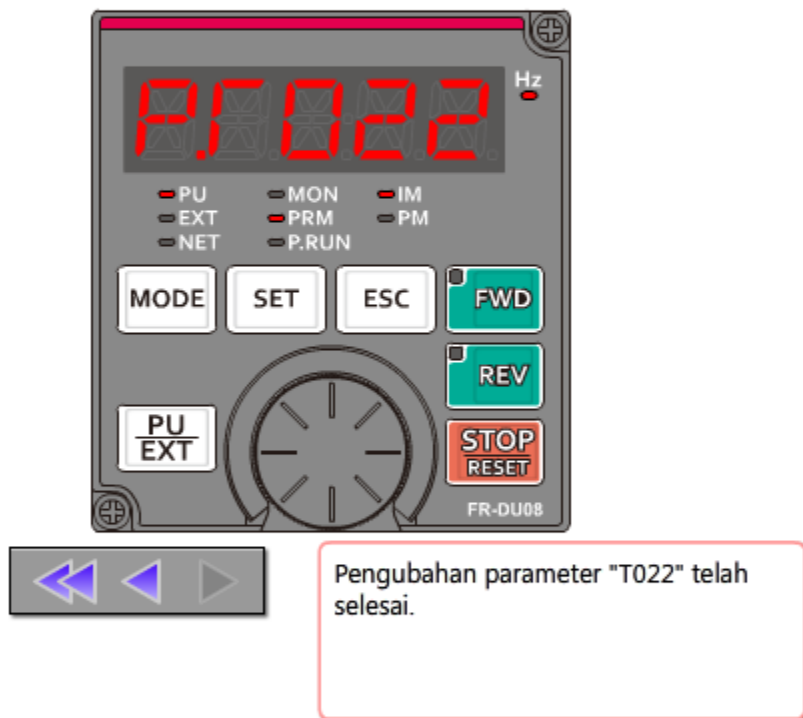 P.T022
Hz
PU MON IM
EXT PRM PM
NET P.RUN
MODE SET ESC FWD
REV
PU
EXT
STOP
RESET
FR-DU08
Pengubahan parameter "T022" telah
selesai.